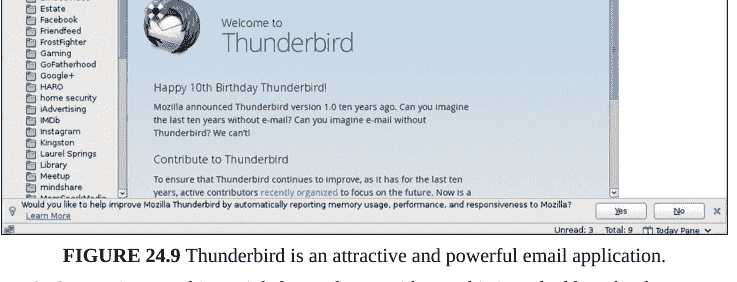 Estate
Facebook
Friendfeed
FrostFighter
Gaming
GoFatherhood
Google+
HARO
home security
iAdvertising
IMDb
Instagram
Kingston
Laurel Springs
Library
Meetup
mindshare
Welcome to
Thunderbird
Happy 10th Birthday Thunderbird!
Mozilla announced Thunderbird version 1.0 ten years ago. Can you imagine
the last ten years without e-mail? Can you imagine e-mail without
Thunderbird? We can't!
Contribute to Thunderbird
To ensure that Thunderbird continues to improve, as it has for the last ten
years, active contributors recently organized to focus on the future. Now is a
Would you like to help improve Mozilla Thunderbird by automatically reporting memory usage, performance, and responsiveness to Mozilla?
Learn More
Yes
No
Unread: 3 Total: 9 Today Pane
FIGURE 24.9 Thunderbird is an attractive and powerful email application.